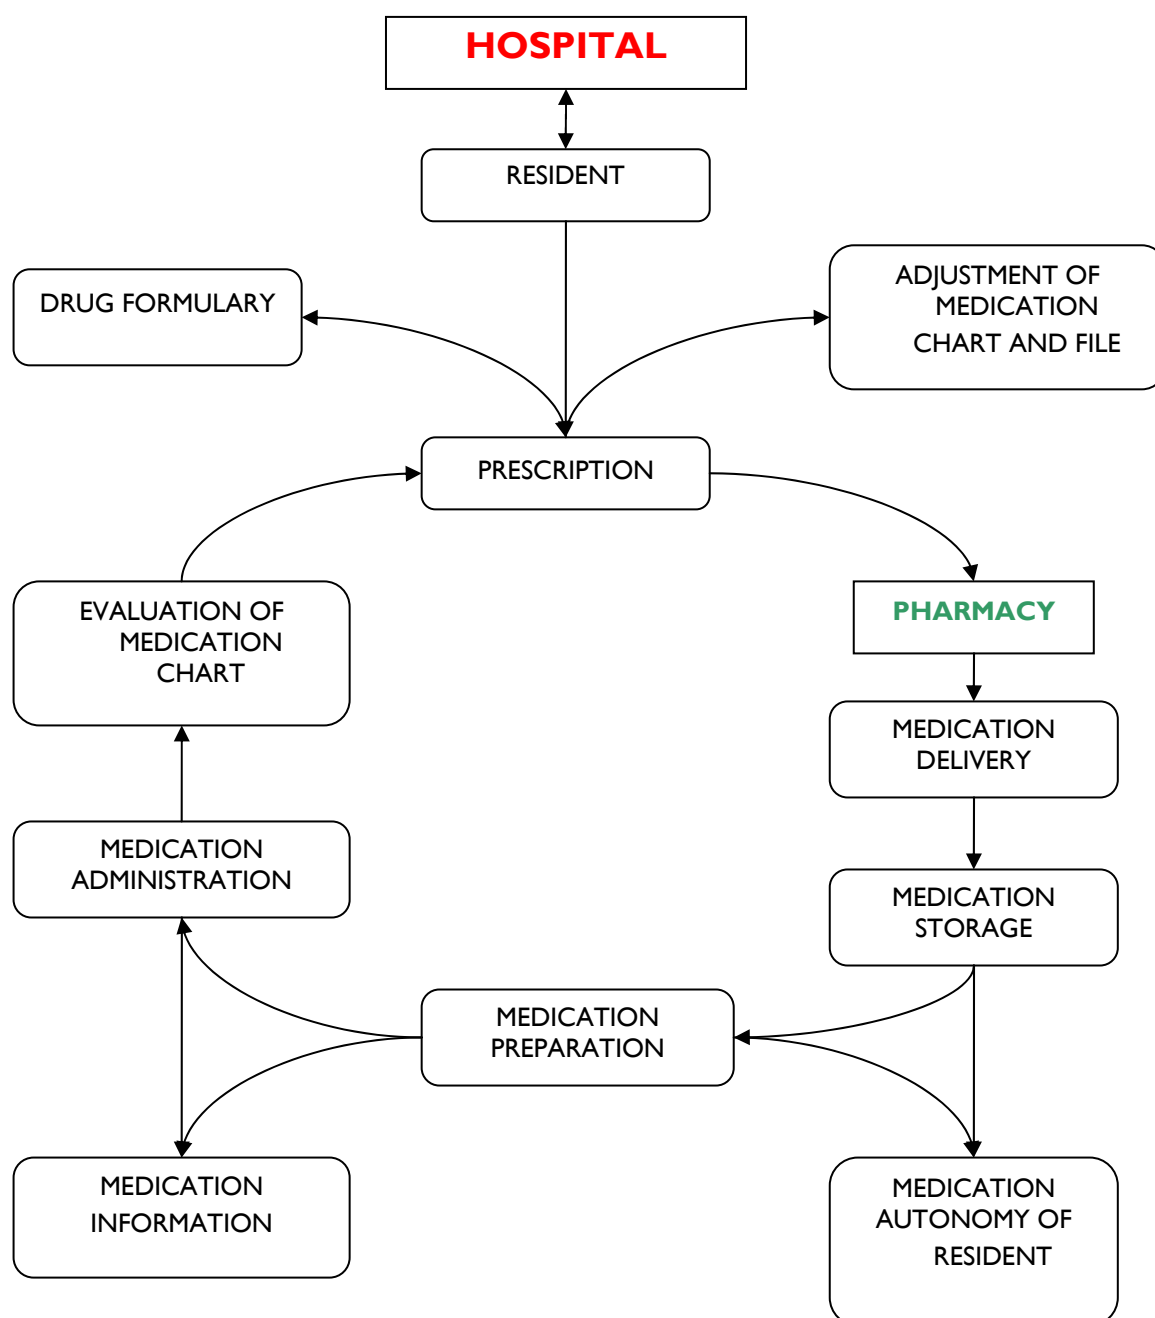 HOSPITAL
RESIDENT
DRUG FORMULARY
ADJUSTMENT OF
MEDICATION
CHART AND FILE
PRESCRIPTION
EVALUATION OF
MEDICATION
CHART
PHARMACY
MEDICATION
DELIVERY
MEDICATION
ADMINISTRATION
MEDICATION
STORAGE
MEDICATION
PREPARATION
MEDICATION
INFORMATION
MEDICATION
AUTONOMY OF
RESIDENT